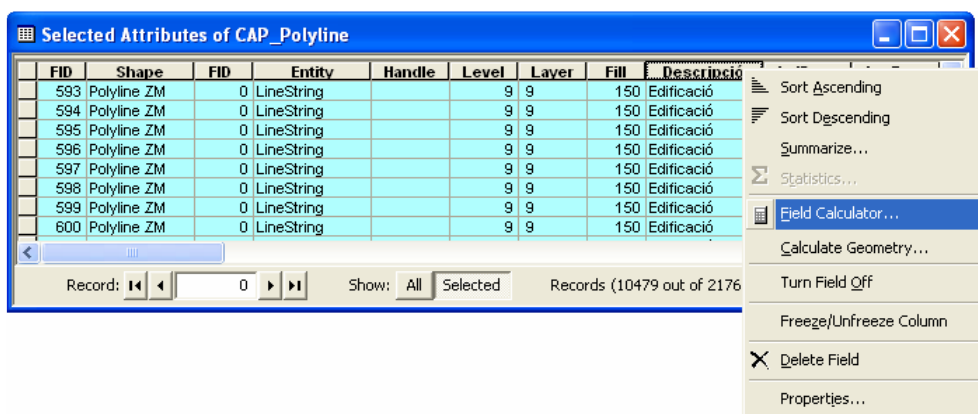 Selected Attributes of CAP_Polyline
FID Shape FID Entity Handle Level Layer Fill Descripció
593 Polyline ZM 0 LineString 9 9 150 Edificació
594 Polyline ZM 0 LineString 9 9 150 Edificació
595 Polyline ZM 0 LineString 9 9 150 Edificació
596 Polyline ZM 0 LineString 9 9 150 Edificació
597 Polyline ZM 0 LineString 9 9 150 Edificació
598 Polyline ZM 0 LineString 9 9 150 Edificació
599 Polyline ZM 0 LineString 9 9 150 Edificació
600 Polyline ZM 0 LineString 9 9 150 Edificació
Record: 0 Show: All Selected Records (10479 out of 2176
Sort Ascending
Sort Descending
Summarize...
Σ Statistics...
Field Calculator...
Calculate Geometry...
Turn Field Off
Freeze/Unfreeze Column
Delete Field
Properties...